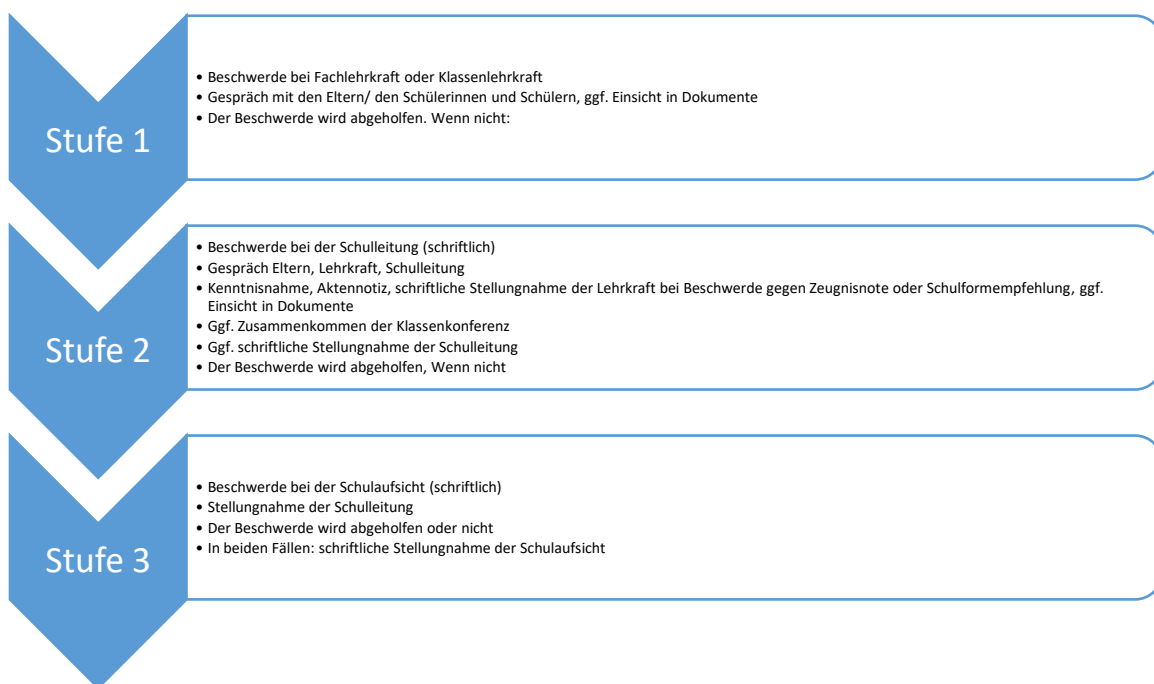 Stufe 1
• Beschwerde bei Fachlehrkraft oder Klassenlehrkraft
• Gespräch mit den Eltern/ den Schülerinnen und Schülern, ggf. Einsicht in Dokumente
• Der Beschwerde wird abgeholfen. Wenn nicht:
Stufe 2
• Beschwerde bei der Schulleitung (schriftlich)
• Gespräch Eltern, Lehrkraft, Schulleitung
• Kenntnisnahme, Aktennotiz, schriftliche Stellungnahme der Lehrkraft bei Beschwerde gegen Zeugnisnote oder Schulformempfehlung, ggf.
Einsicht in Dokumente
• Ggf. Zusammenkommen der Klassenkonferenz
• Ggf. schriftliche Stellungnahme der Schulleitung
• Der Beschwerde wird abgeholfen, Wenn nicht
Stufe 3
• Beschwerde bei der Schulaufsicht (schriftlich)
• Stellungnahme der Schulleitung
• Der Beschwerde wird abgeholfen oder nicht
• In beiden Fällen: schriftliche Stellungnahme der Schulaufsicht